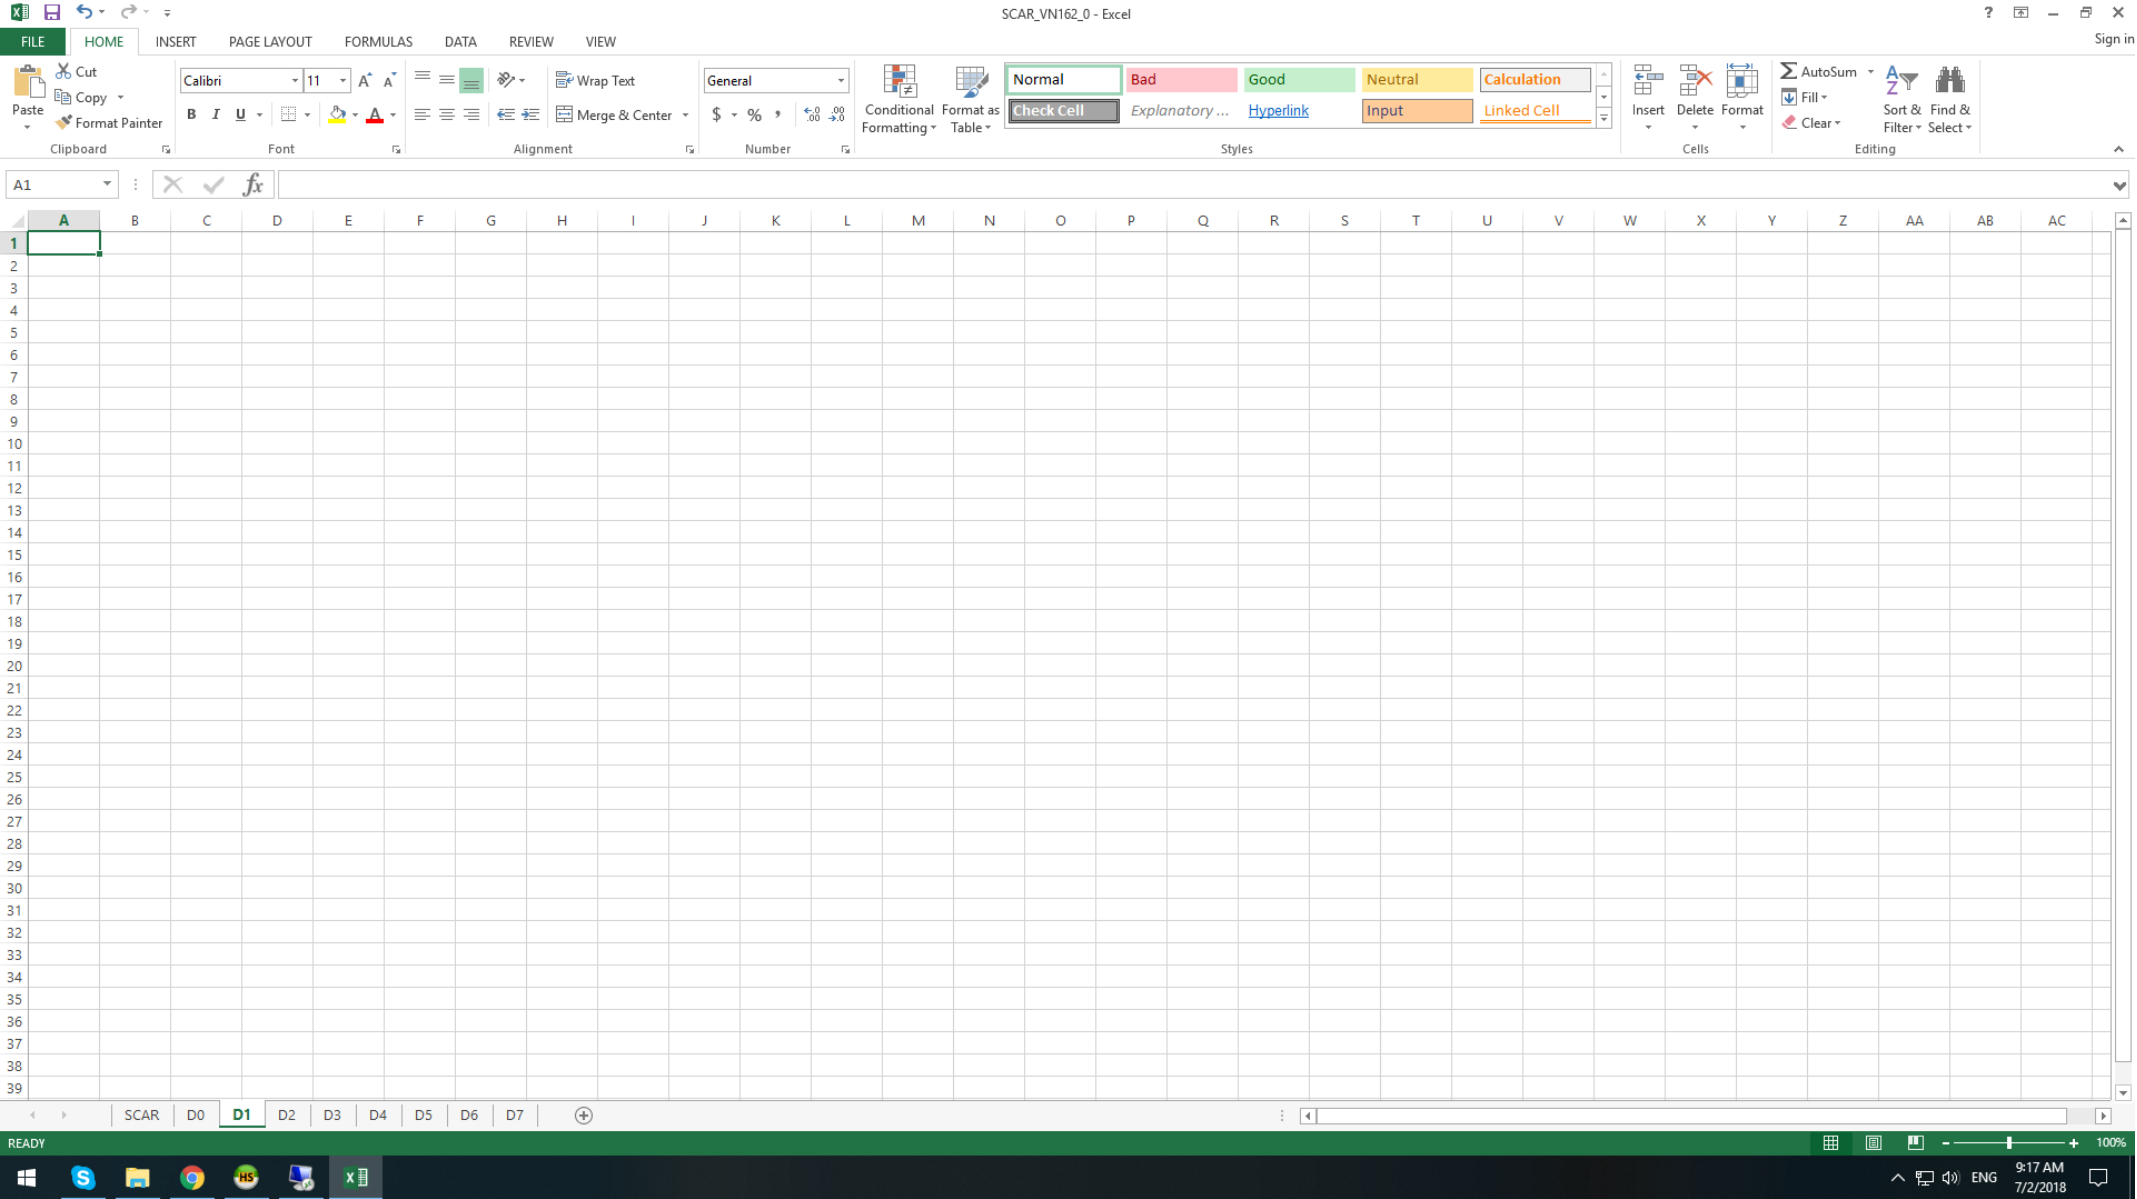 SCAR_VN162_0 - Excel
?
FILE HOME INSERT PAGE LAYOUT FORMULAS DATA REVIEW VIEW Sign in
Paste
Cut
Copy
Format Painter
Clipboard
Calibri 11
B I U
Font
Wrap Text
Merge & Center
Alignment
General
$ % ,
Number
Conditional Formatting
Format as Table
Normal Bad Good Neutral Calculation
Check Cell Explanatory ... Hyperlink Input Linked Cell
Styles
Insert Delete Format
Cells
AutoSum
Fill
Clear
Sort & Filter
Find & Select
Editing
A1 fx
A B C D E F G H I J K L M N O P Q R S T U V W X Y Z AA AB AC
1
2
3
4
5
6
7
8
9
10
11
12
13
14
15
16
17
18
19
20
21
22
23
24
25
26
27
28
29
30
31
32
33
34
35
36
37
38
39
SCAR D0 D1 D2 D3 D4 D5 D6 D7
READY 100%
HS ENG 9:17 AM
7/2/2018